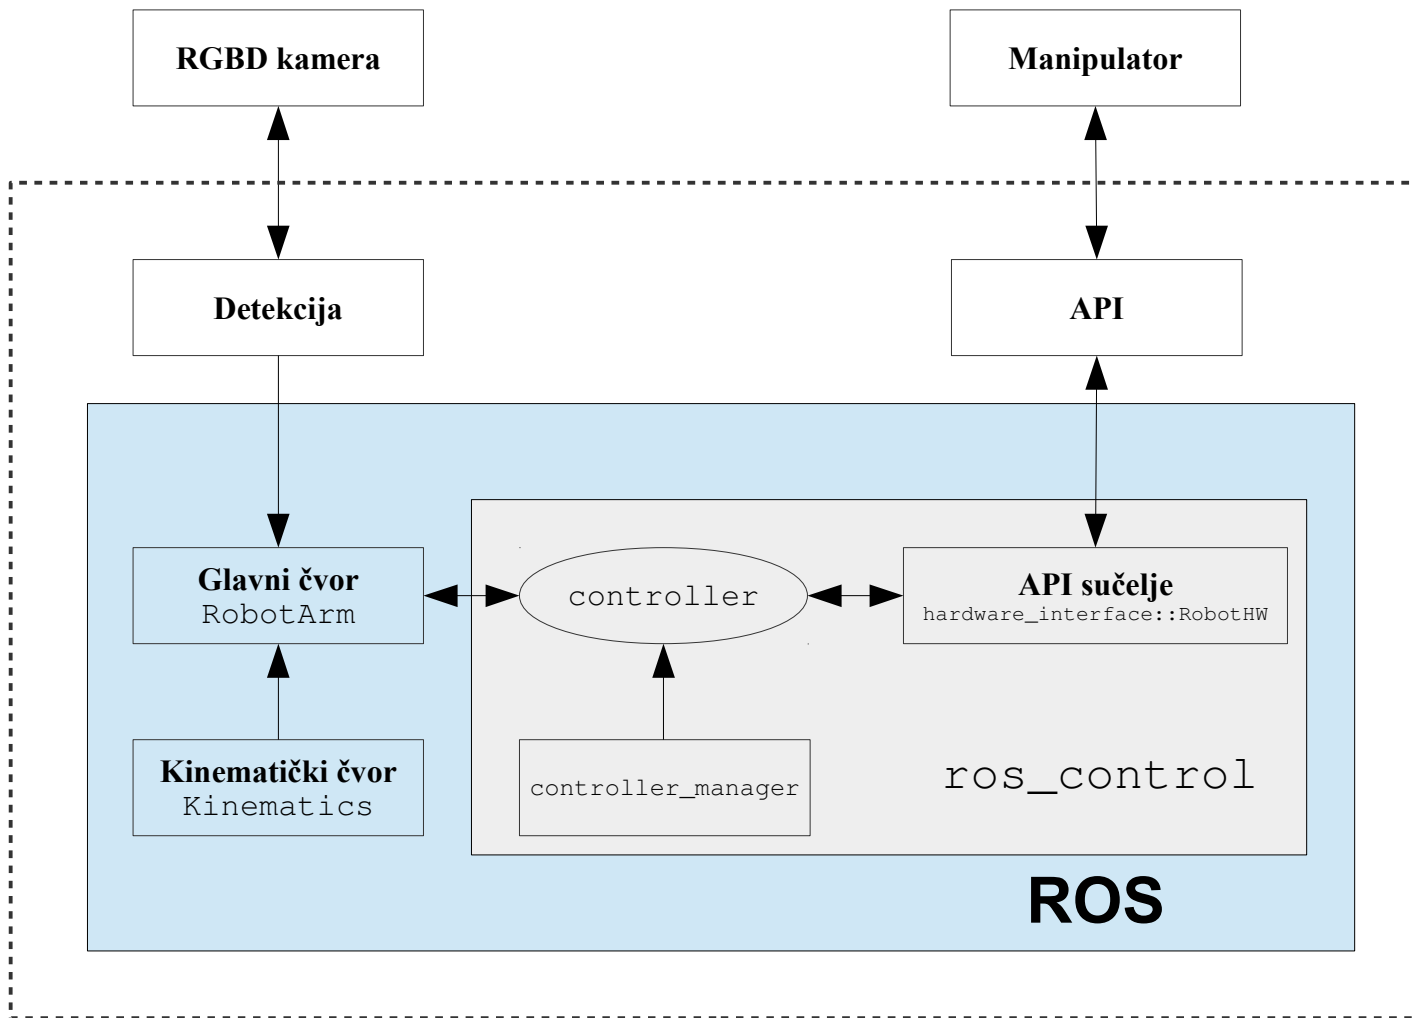 RGBD kamera
Manipulator
Detekcija
API
Glavni čvor
RobotArm
controller
API sučelje
hardware_interface::RobotHW
Kinematički čvor
Kinematics
controller_manager
ros_control
ROS